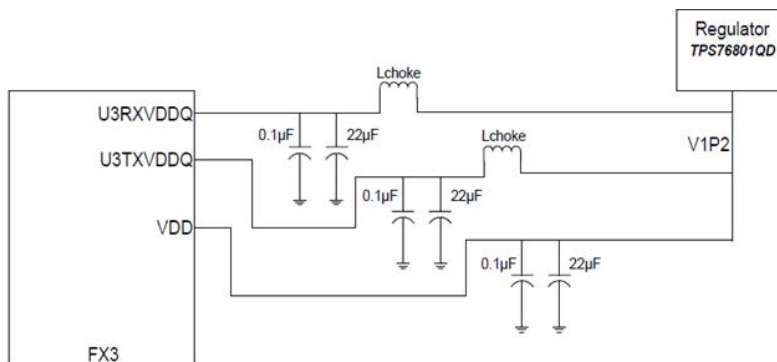 Regulator
TPS76801QD
Lchoke
U3RXVDDQ
0.1µF 22µF
Lchoke
V1P2
U3TXVDDQ
0.1µF 22µF
VDD
0.1µF 22µF
FX3